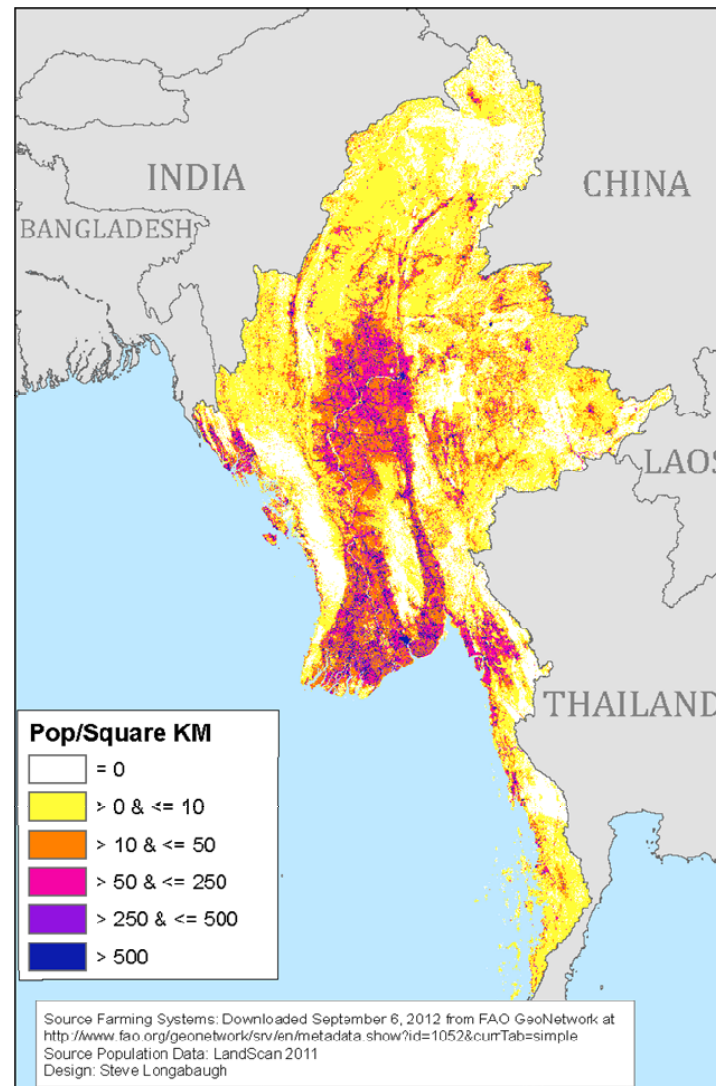 INDIA
CHINA
BANGLADESH
LAOS
THAILAND
Pop/Square KM
= 0
> 0 & <= 10
> 10 & <= 50
> 50 & <= 250
> 250 & <= 500
> 500
Source Farming Systems: Downloaded September 6, 2012 from FAO GeoNetwork at
http://www.fao.org/geonetwork/srv/en/metadata.show?id=1052&currTab=simple
Source Population Data: LandScan 2011
Design: Steve Longabaugh